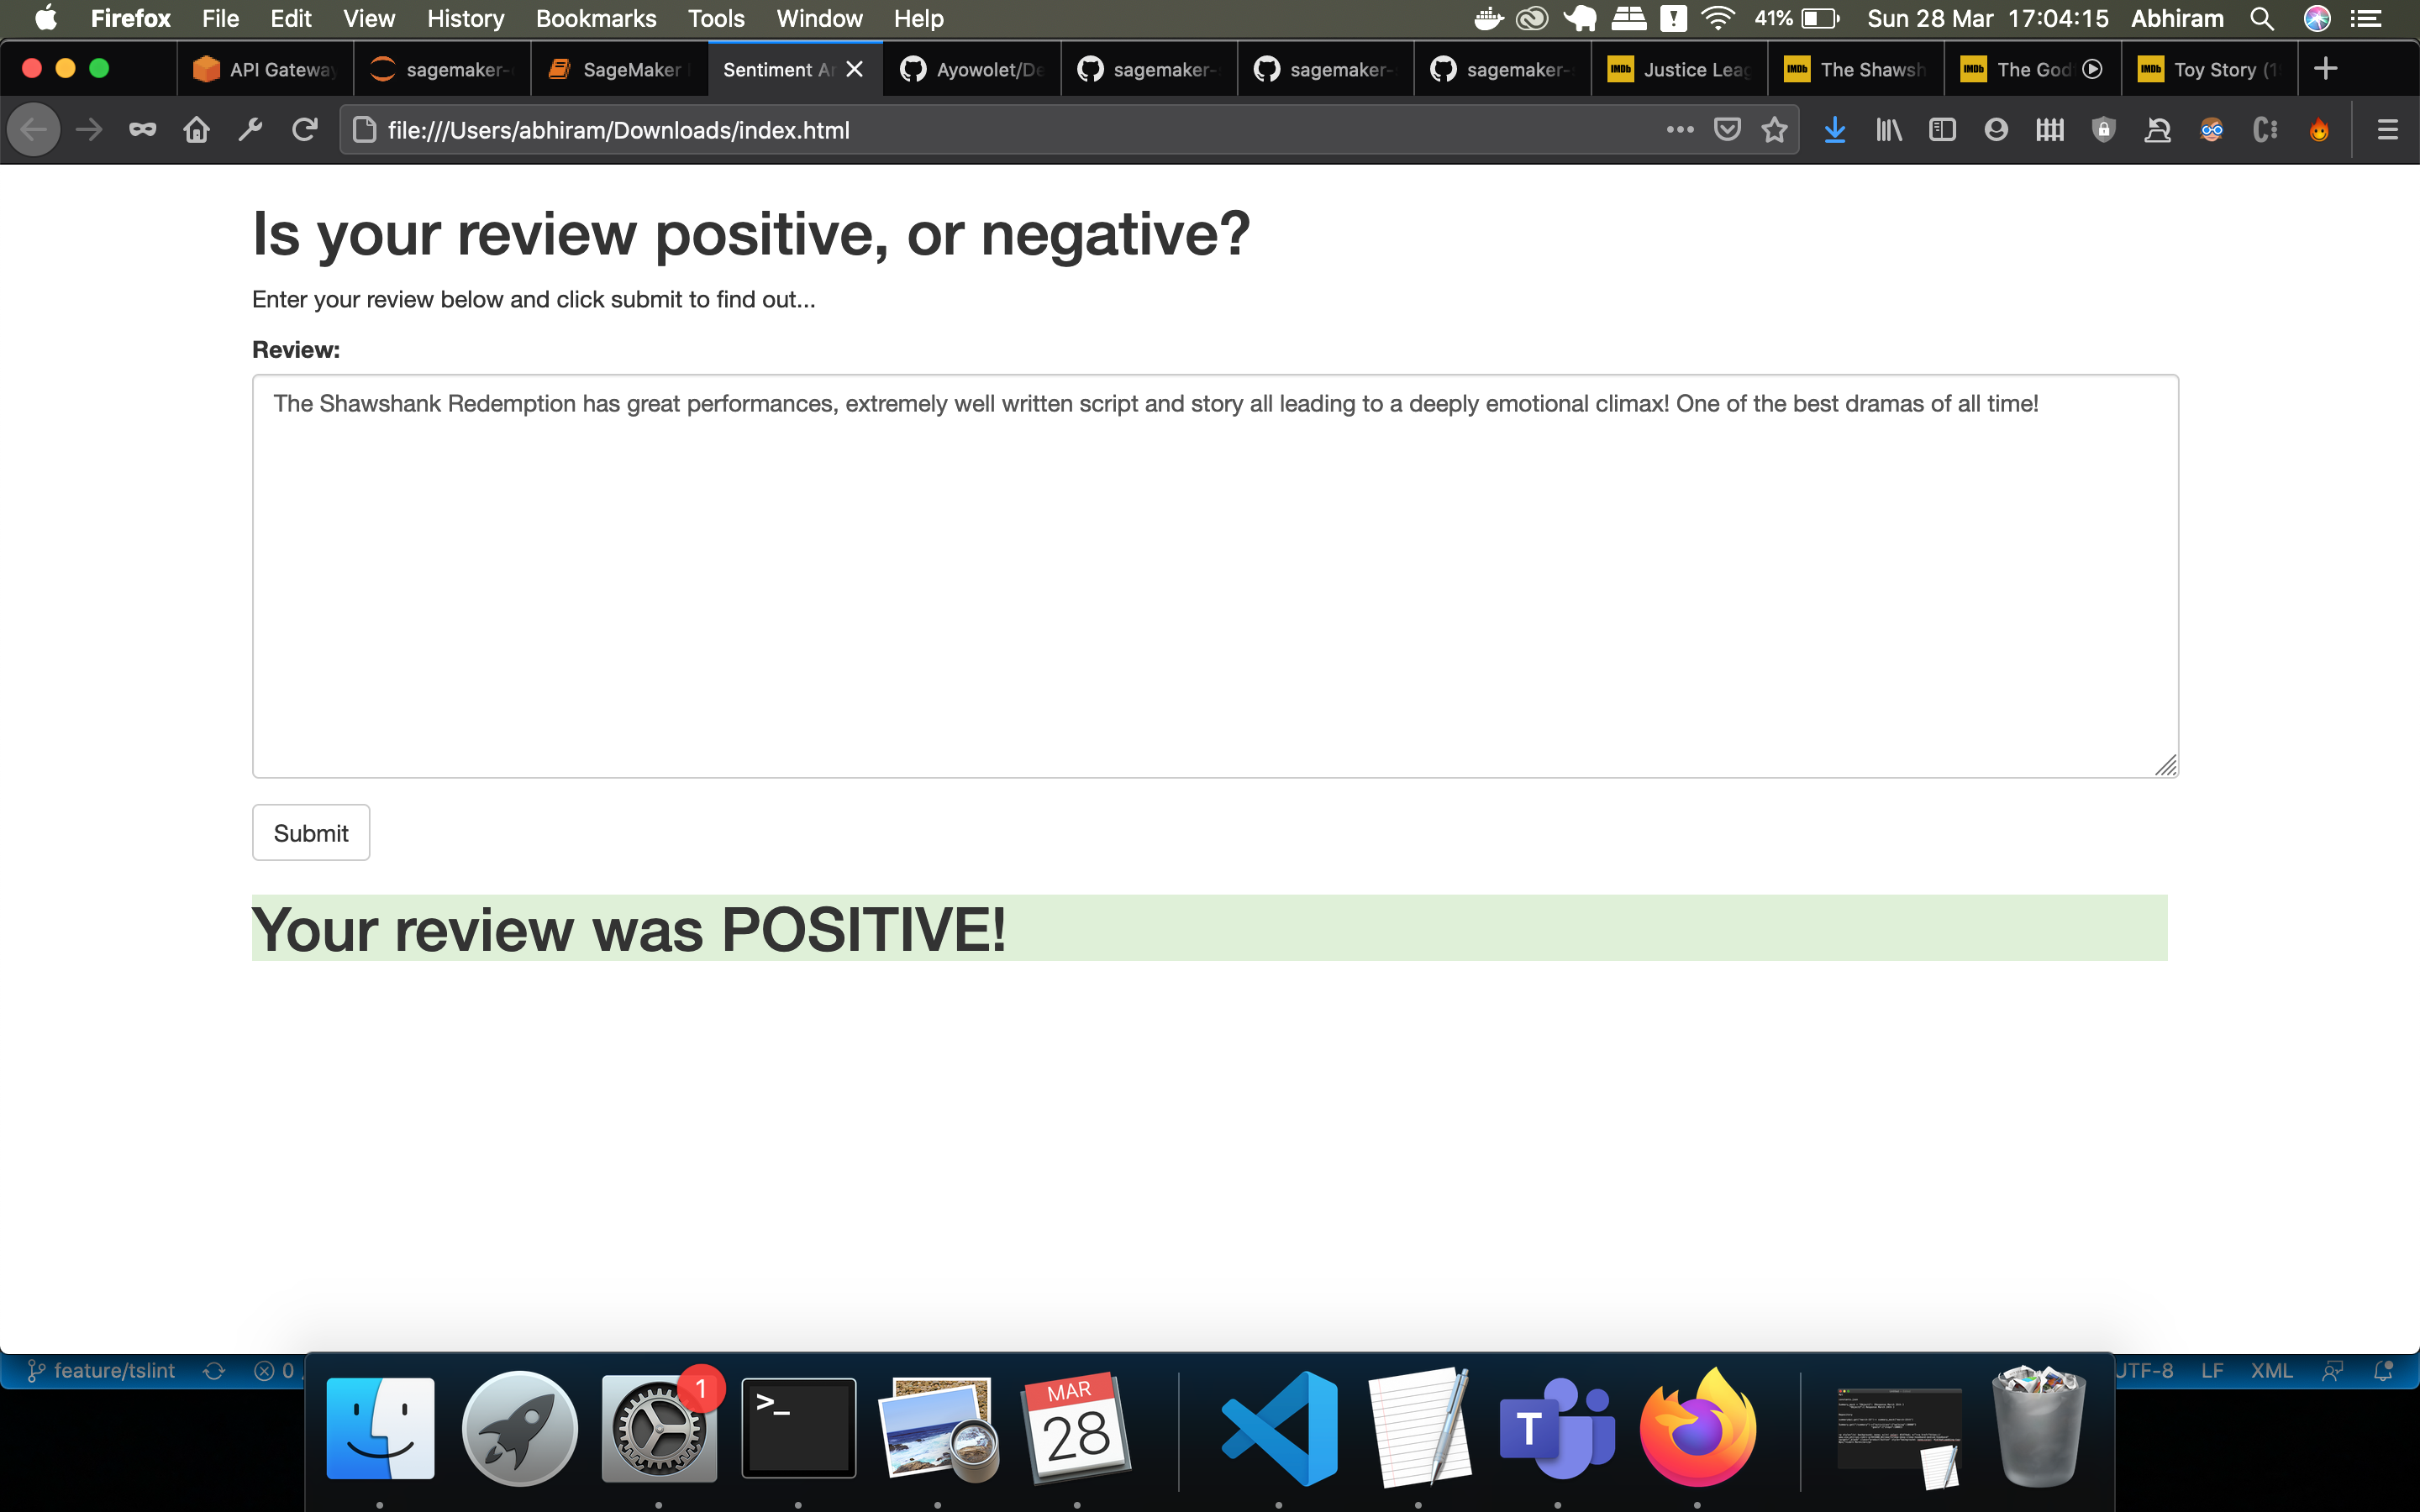 Firefox File Edit View History Bookmarks Tools Window Help 41% Sun 28 Mar 17:04:15 Abhiram
API Gateway sagemaker- SageMaker Sentiment An Ayowolet/De sagemaker- sagemaker- sagemaker- IMDb Justice Leag IMDb The Shawsh IMDb The God IMDb Toy Story (1
file:///Users/abhiram/Downloads/index.html
Is your review positive, or negative?
Enter your review below and click submit to find out...
Review:
The Shawshank Redemption has great performances, extremely well written script and story all leading to a deeply emotional climax! One of the best dramas of all time!
Submit
Your review was POSITIVE!
feature/tslint 0 UTF-8 LF XML
1
>_
MAR
28
T